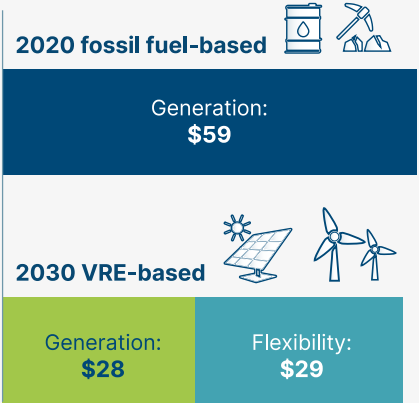 2020 fossil fuel-based
Generation:
$59
2030 VRE-based
Generation:
$28
Flexibility:
$29